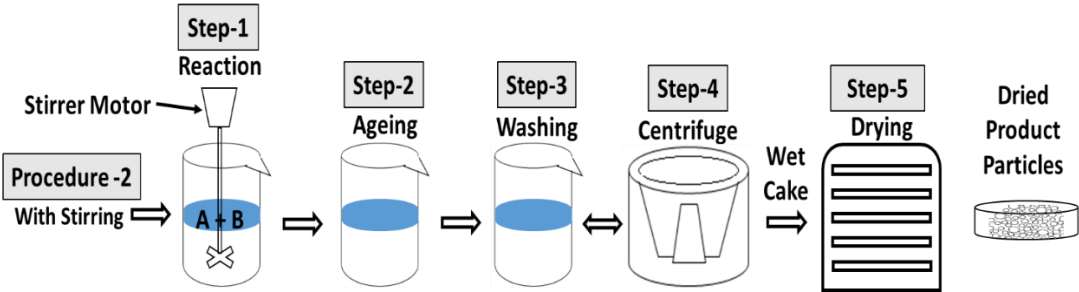 Step-1
Reaction
Stirrer Motor
Procedure -2
With Stirring
A + B
Step-2
Ageing
Step-3
Washing
Step-4
Centrifuge
Wet
Cake
Step-5
Drying
Dried
Product
Particles